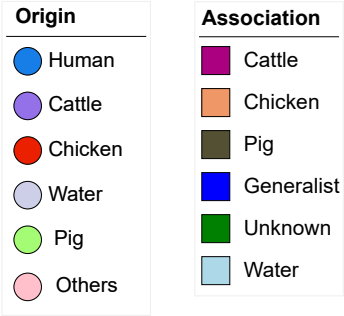 Origin
Human
Cattle
Chicken
Water
Pig
Others
Association
Cattle
Chicken
Pig
Generalist
Unknown
Water